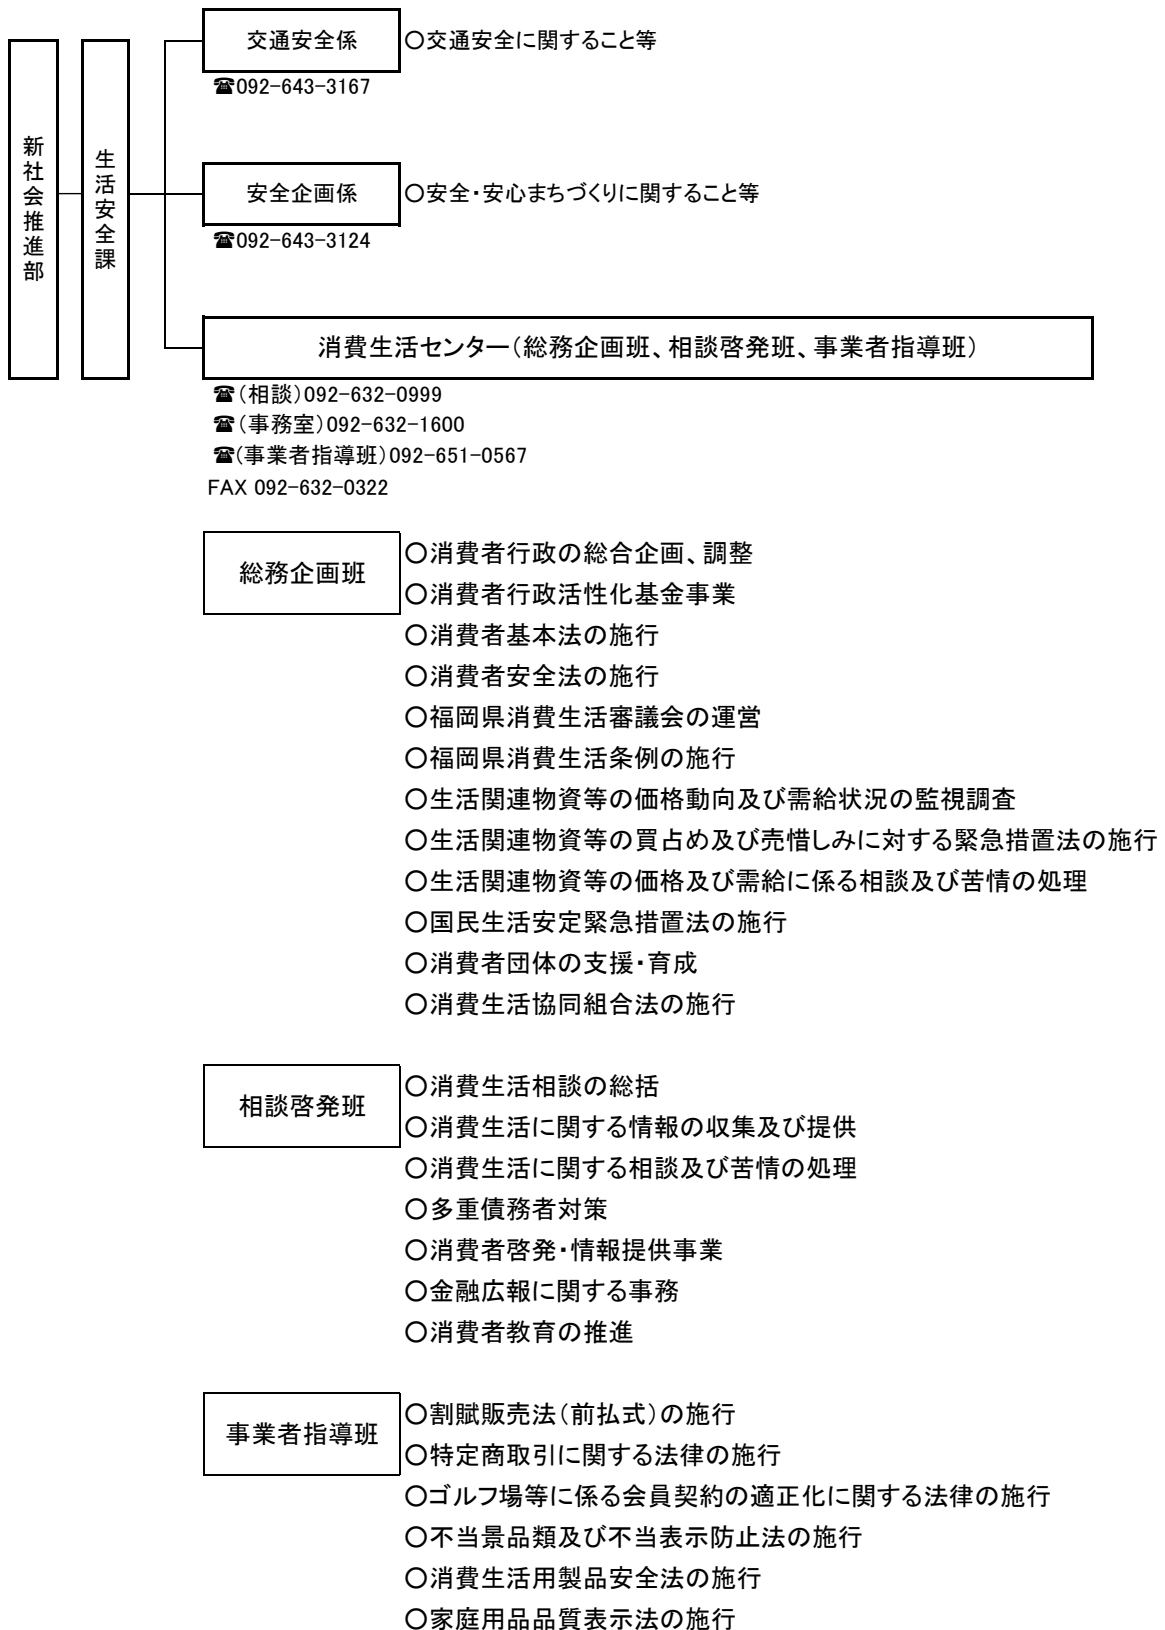 新社会推進部
生活安全課
交通安全係
○交通安全に関すること等
☎092-643-3167
安全企画係
○安全・安心まちづくりに関すること等
☎092-643-3124
消費生活センター（総務企画班、相談啓発班、事業者指導班）
☎（相談）092-632-0999
☎（事務室）092-632-1600
☎（事業者指導班）092-651-0567
FAX 092-632-0322
総務企画班
○消費者行政の総合企画、調整
○消費者行政活性化基金事業
○消費者基本法の施行
○消費者安全法の施行
○福岡県消費生活審議会の運営
○福岡県消費生活条例の施行
○生活関連物資等の価格動向及び需給状況の監視調査
○生活関連物資等の買占め及び売惜しみに対する緊急措置法の施行
○生活関連物資等の価格及び需給に係る相談及び苦情の処理
○国民生活安定緊急措置法の施行
○消費者団体の支援・育成
○消費生活協同組合法の施行
相談啓発班
○消費生活相談の総括
○消費生活に関する情報の収集及び提供
○消費生活に関する相談及び苦情の処理
○多重債務者対策
○消費者啓発・情報提供事業
○金融広報に関する事務
○消費者教育の推進
事業者指導班
○割賦販売法（前払式）の施行
○特定商取引に関する法律の施行
○ゴルフ場等に係る会員契約の適正化に関する法律の施行
○不当景品類及び不当表示防止法の施行
○消費生活用製品安全法の施行
○家庭用品品質表示法の施行